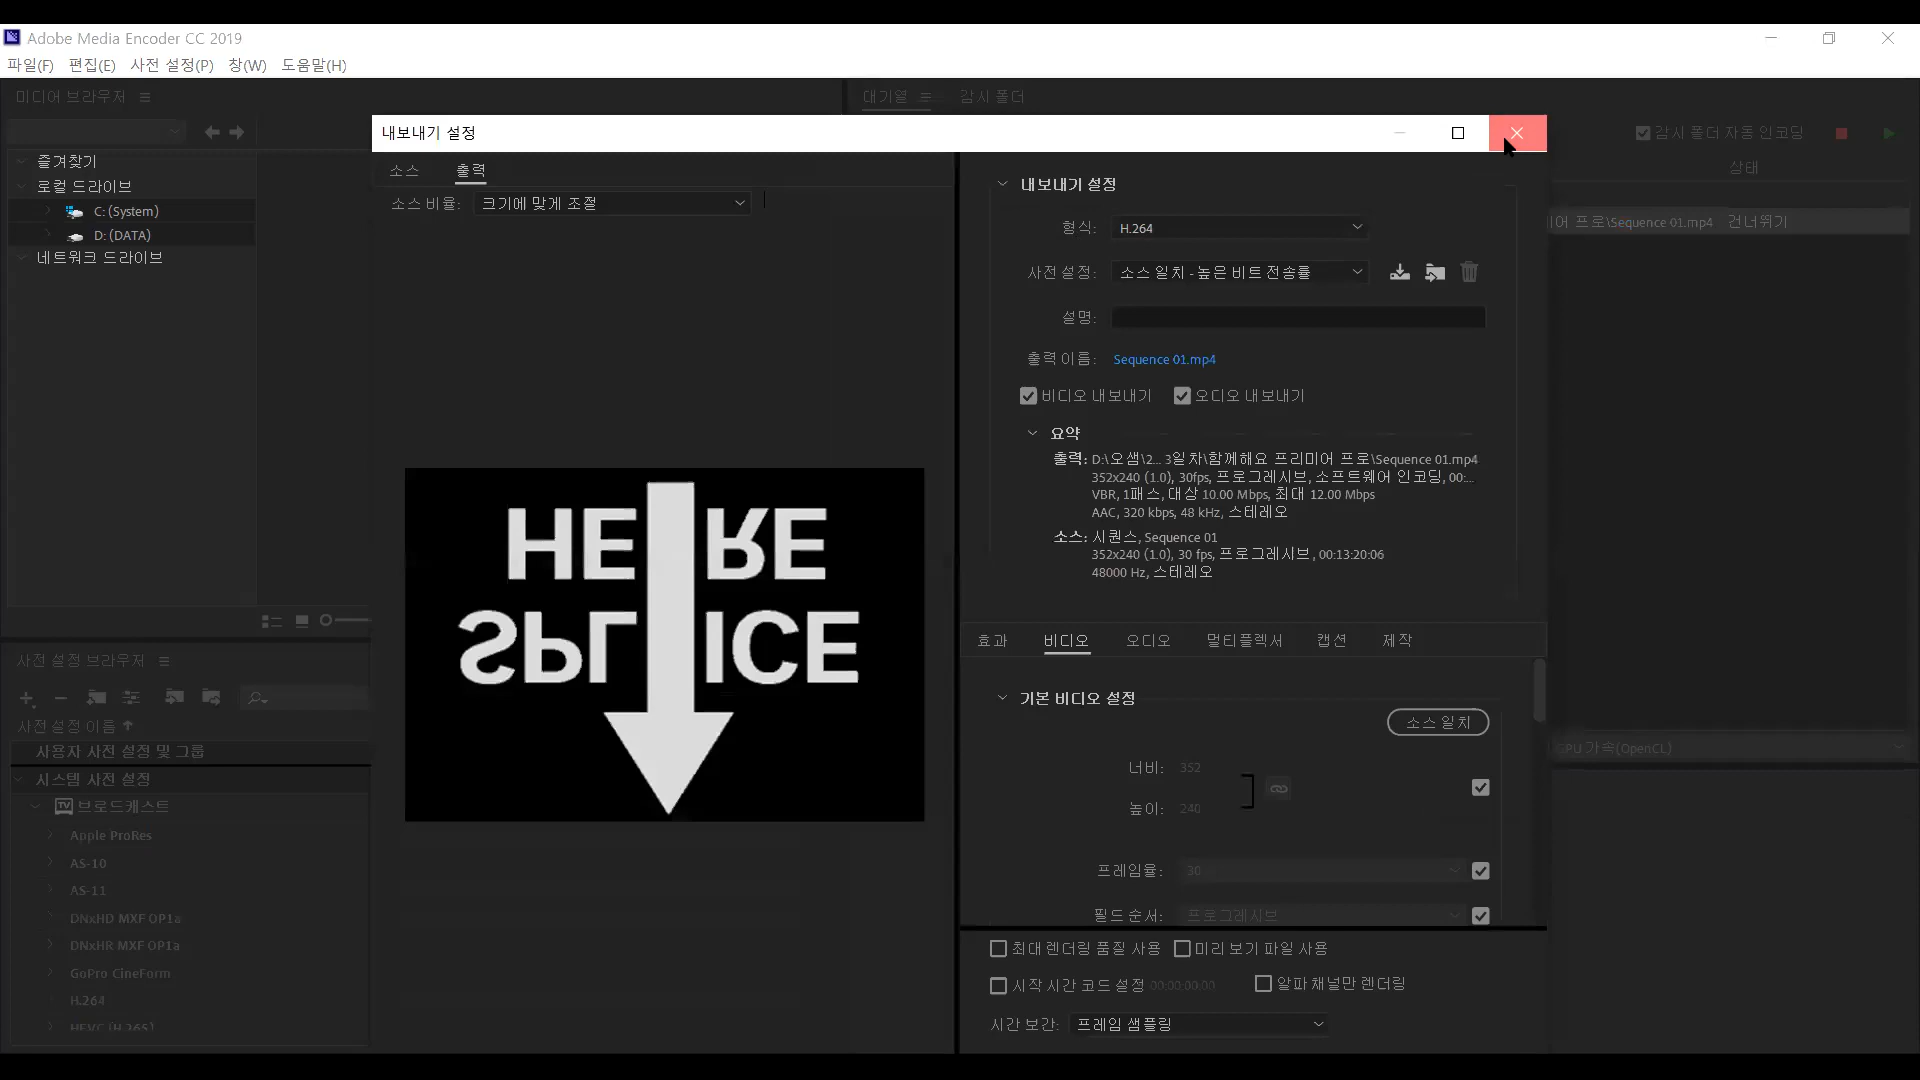 Adobe Media Encoder CC 2019
파일(F) 편집(E) 사전 설정(P) 창(W) 도움말(H)
미디어 브라우저
대기열 감시 폴더
감시 폴더 자동 인코딩
상태
즐겨찾기
로컬 드라이브
C: (System)
D: (DATA)
네트워크 드라이브
어 프로\Sequence 01.mp4 건너뛰기
내보내기 설정
소스 출력
소스 비율: 크기에 맞게 조절
HERE
SPLICE
내보내기 설정
형식: H.264
사전 설정: 소스 일치 - 높은 비트 전송률
설명:
출력 이름: Sequence 01.mp4
비디오 내보내기 오디오 내보내기
요약
출력: D:\오샘\2... 3일차\함께해요 프리미어 프로\Sequence 01.mp4
352x240 (1.0), 30fps, 프로그레시브, 소프트웨어 인코딩, 00:...
VBR, 1패스, 대상 10.00 Mbps, 최대 12.00 Mbps
AAC, 320 kbps, 48 kHz, 스테레오
소스: 시퀀스, Sequence 01
352x240 (1.0), 30 fps, 프로그레시브, 00:13:20:06
48000 Hz, 스테레오
효과 비디오 오디오 멀티플렉서 캡션 제작
기본 비디오 설정
소스 일치
너비: 352
높이: 240
프레임율: 30
필드 순서: 프로그레시브
최대 렌더링 품질 사용 미리 보기 파일 사용
시작 시간 코드 설정 00:00:00:00 알파 채널만 렌더링
시간 보간: 프레임 샘플링
사전 설정 브라우저
사전 설정 이름
사용자 사전 설정 및 그룹
시스템 사전 설정
브로드캐스트
Apple ProRes
AS-10
AS-11
DNxHD MXF OP1a
DNxHR MXF OP1a
GoPro CineForm
H.264
HEVC (H.265)
GPU 가속(OpenCL)